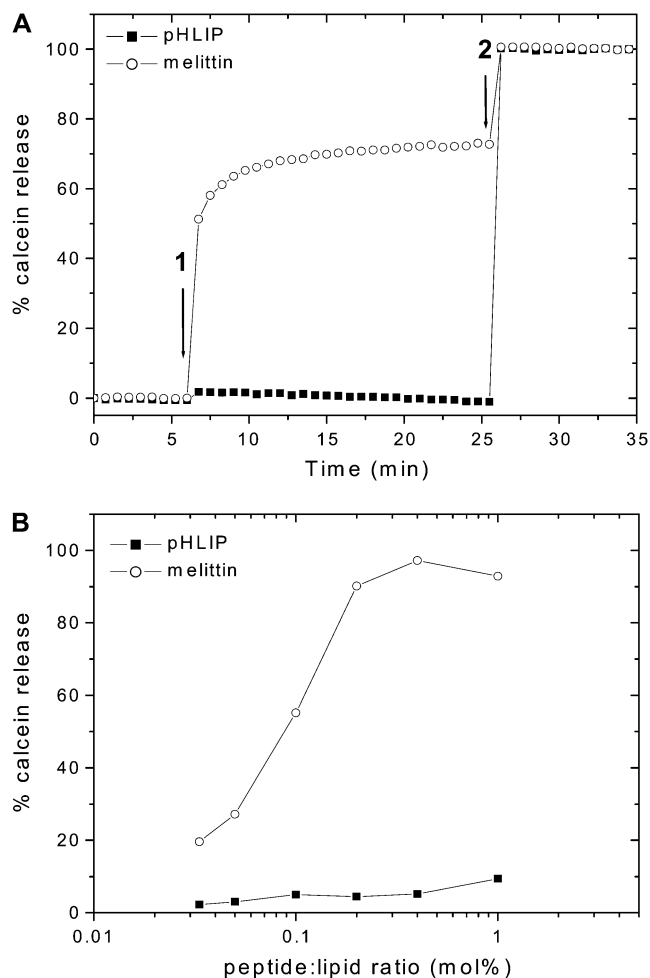 A
pHLIP
melittin
% calcein release
100
80
60
40
20
0
1
2
0 5 10 15 20 25 30 35
Time (min)
B
pHLIP
melittin
% calcein release
100
80
60
40
20
0
0.01 0.1 1
peptide:lipid ratio (mol%)